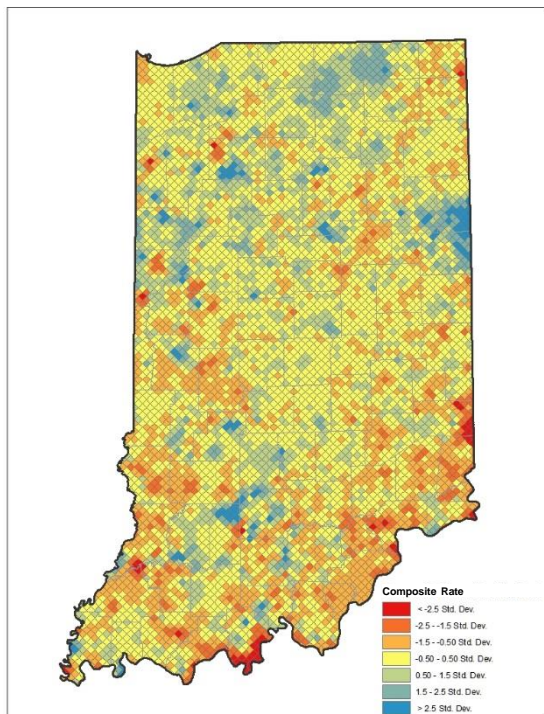 Composite Rate
< -2.5 Std. Dev.
-2.5 - -1.5 Std. Dev.
-1.5 - -0.50 Std. Dev.
-0.50 - 0.50 Std. Dev.
0.50 - 1.5 Std. Dev.
1.5 - 2.5 Std. Dev.
> 2.5 Std. Dev.